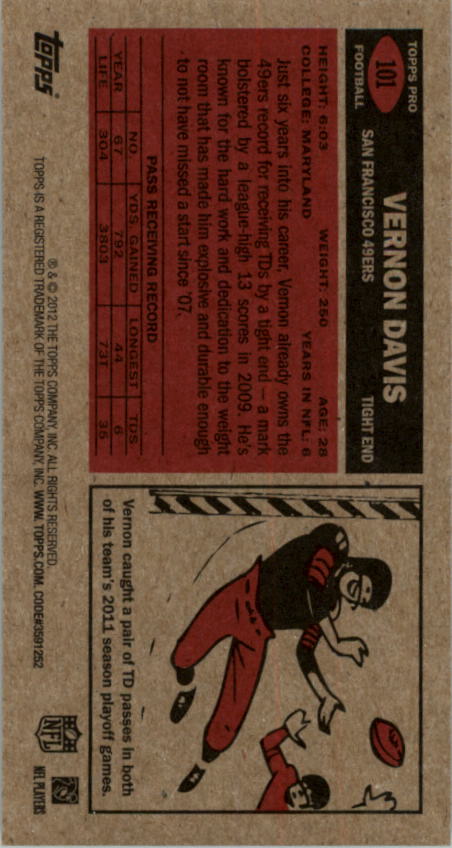 TOPPS PRO
101
FOOTBALL
VERNON DAVIS
SAN FRANCISCO 49ERS TIGHT END
HEIGHT: 6:03 WEIGHT: 250 AGE: 28
COLLEGE: MARYLAND YEARS IN NFL: 6
Just six years into his career, Vernon already owns the
49ers record for receiving TDs by a tight end — a mark
bolstered by a league-high 13 scores in 2009. He's
known for the hard work and dedication to the weight
room that has made him explosive and durable enough
to not have missed a start since '07.
PASS RECEIVING RECORD
YEAR NO. YDS. GAINED LONGEST TDS
67 792 44 6
LIFE 304 3803 73T 35
Vernon caught a pair of TD passes in both
of his team's 2011 season playoff games.
topps
® & © 2012 THE TOPPS COMPANY, INC. ALL RIGHTS RESERVED.
TOPPS IS A REGISTERED TRADEMARK OF THE TOPPS COMPANY, INC. WWW.TOPPS.COM. CODE#3591252
NFL
NFL PLAYERS